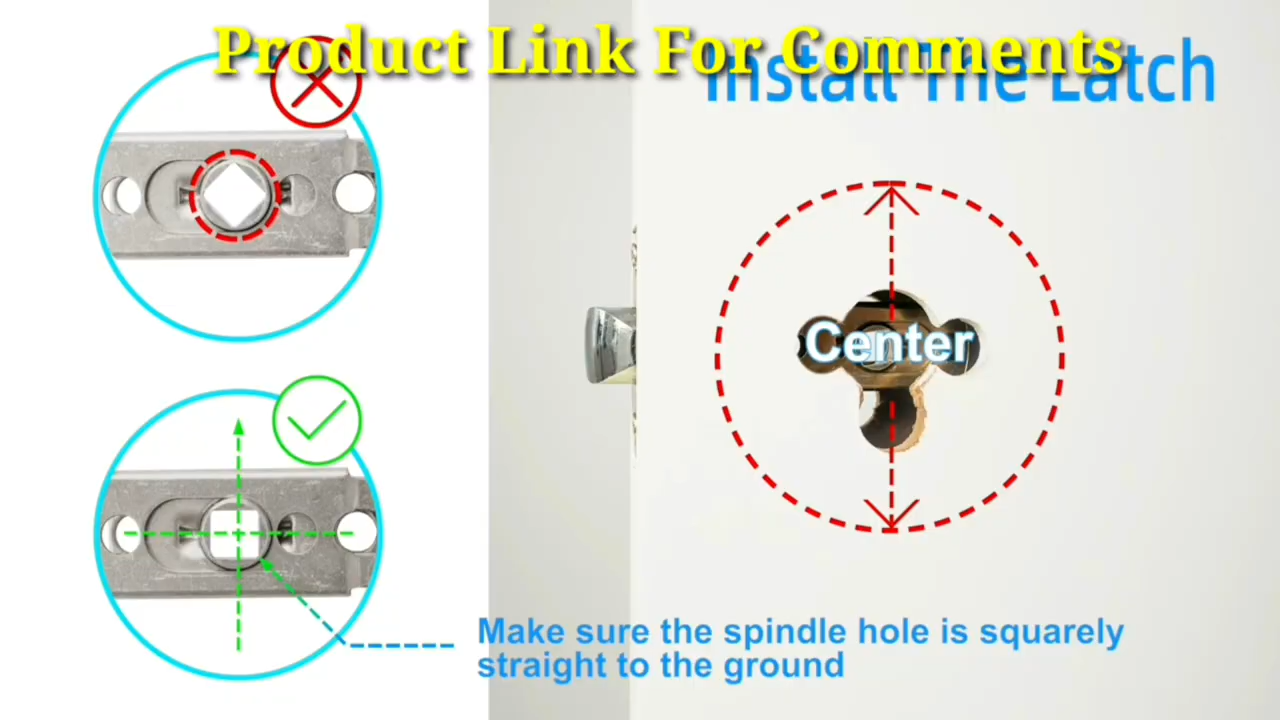 Product Link For Comments
Install The Latch
Center
Make sure the spindle hole is squarely
straight to the ground